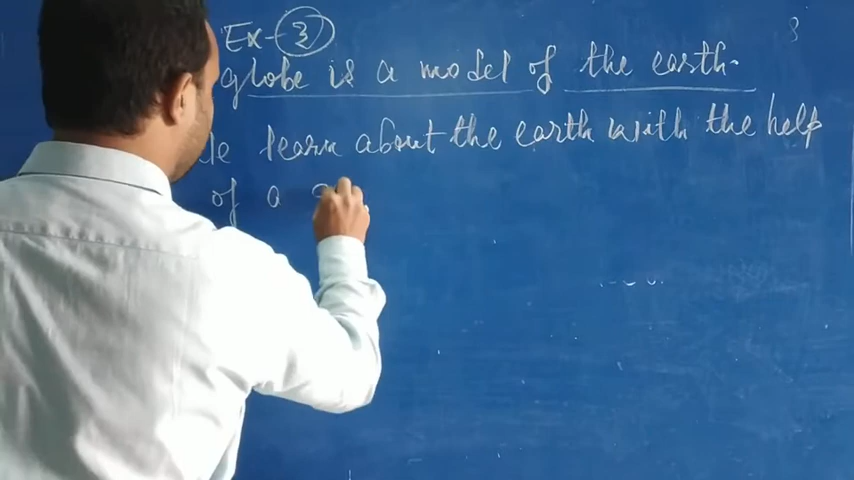 Ex-3
globe is a model of the earth.
learn about the earth with the help
of a